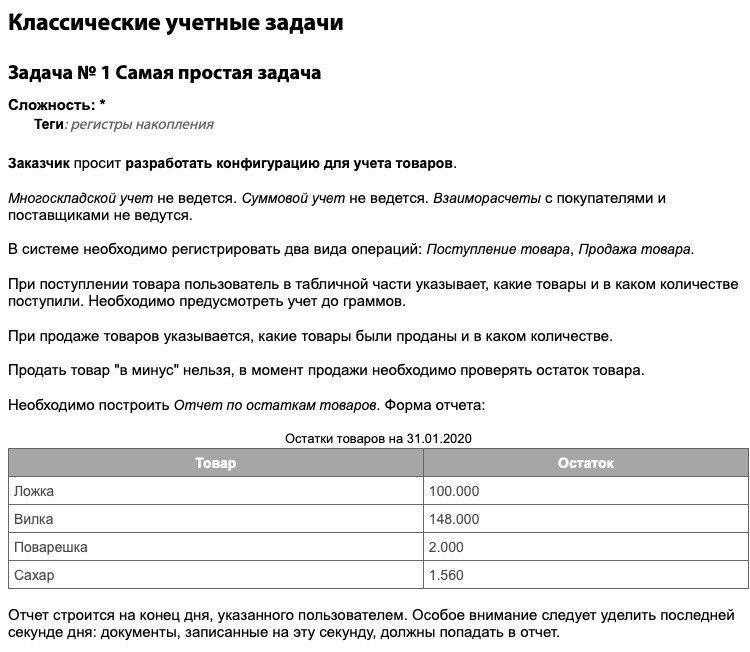 Классические учетные задачи
Задача № 1 Самая простая задача
Сложность: *
Теги: регистры накопления
Заказчик просит разработать конфигурацию для учета товаров.
Многоскладской учет не ведется. Суммовой учет не ведется. Взаиморасчеты с покупателями и
поставщиками не ведутся.
В системе необходимо регистрировать два вида операций: Поступление товара, Продажа товара.
При поступлении товара пользователь в табличной части указывает, какие товары и в каком количестве
поступили. Необходимо предусмотреть учет до граммов.
При продаже товаров указывается, какие товары были проданы и в каком количестве.
Продать товар "в минус" нельзя, в момент продажи необходимо проверять остаток товара.
Необходимо построить Отчет по остаткам товаров. Форма отчета:
Остатки товаров на 31.01.2020
Товар Остаток
Ложка 100.000
Вилка 148.000
Поварешка 2.000
Сахар 1.560
Отчет строится на конец дня, указанного пользователем. Особое внимание следует уделить последней
секунде дня: документы, записанные на эту секунду, должны попадать в отчет.